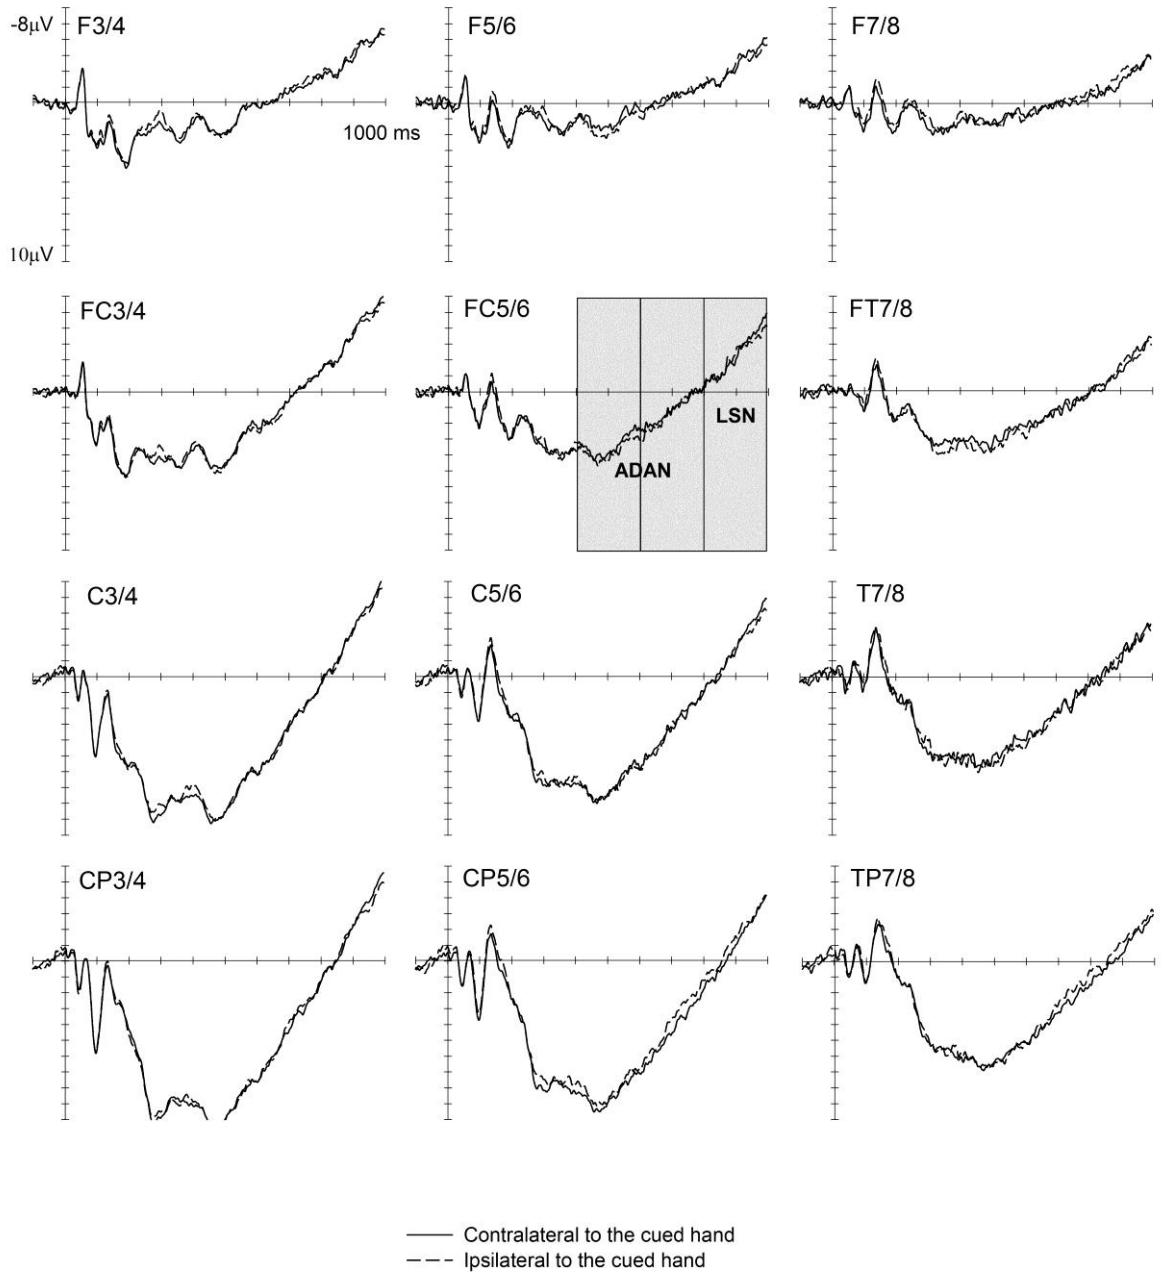 -8μV
F3/4
F5/6
F7/8
1000 ms
10μV
FC3/4
FC5/6
FT7/8
LSN
ADAN
C3/4
C5/6
T7/8
CP3/4
CP5/6
TP7/8
Contralateral to the cued hand
Ipsilateral to the cued hand